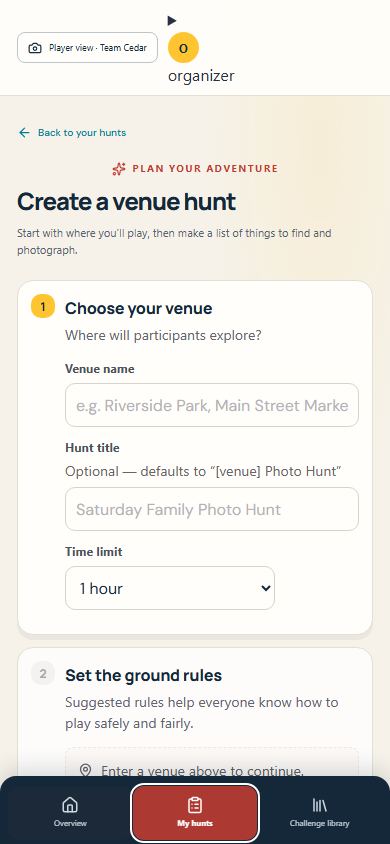 Player view · Team Cedar
O
organizer
Back to your hunts
PLAN YOUR ADVENTURE
Create a venue hunt
Start with where you'll play, then make a list of things to find and
photograph.
1
Choose your venue
Where will participants explore?
Venue name
e.g. Riverside Park, Main Street Marke
Hunt title
Optional — defaults to “[venue] Photo Hunt”
Saturday Family Photo Hunt
Time limit
1 hour
2
Set the ground rules
Suggested rules help everyone know how to
play safely and fairly.
Enter a venue above to continue.
Overview
My hunts
Challenge library